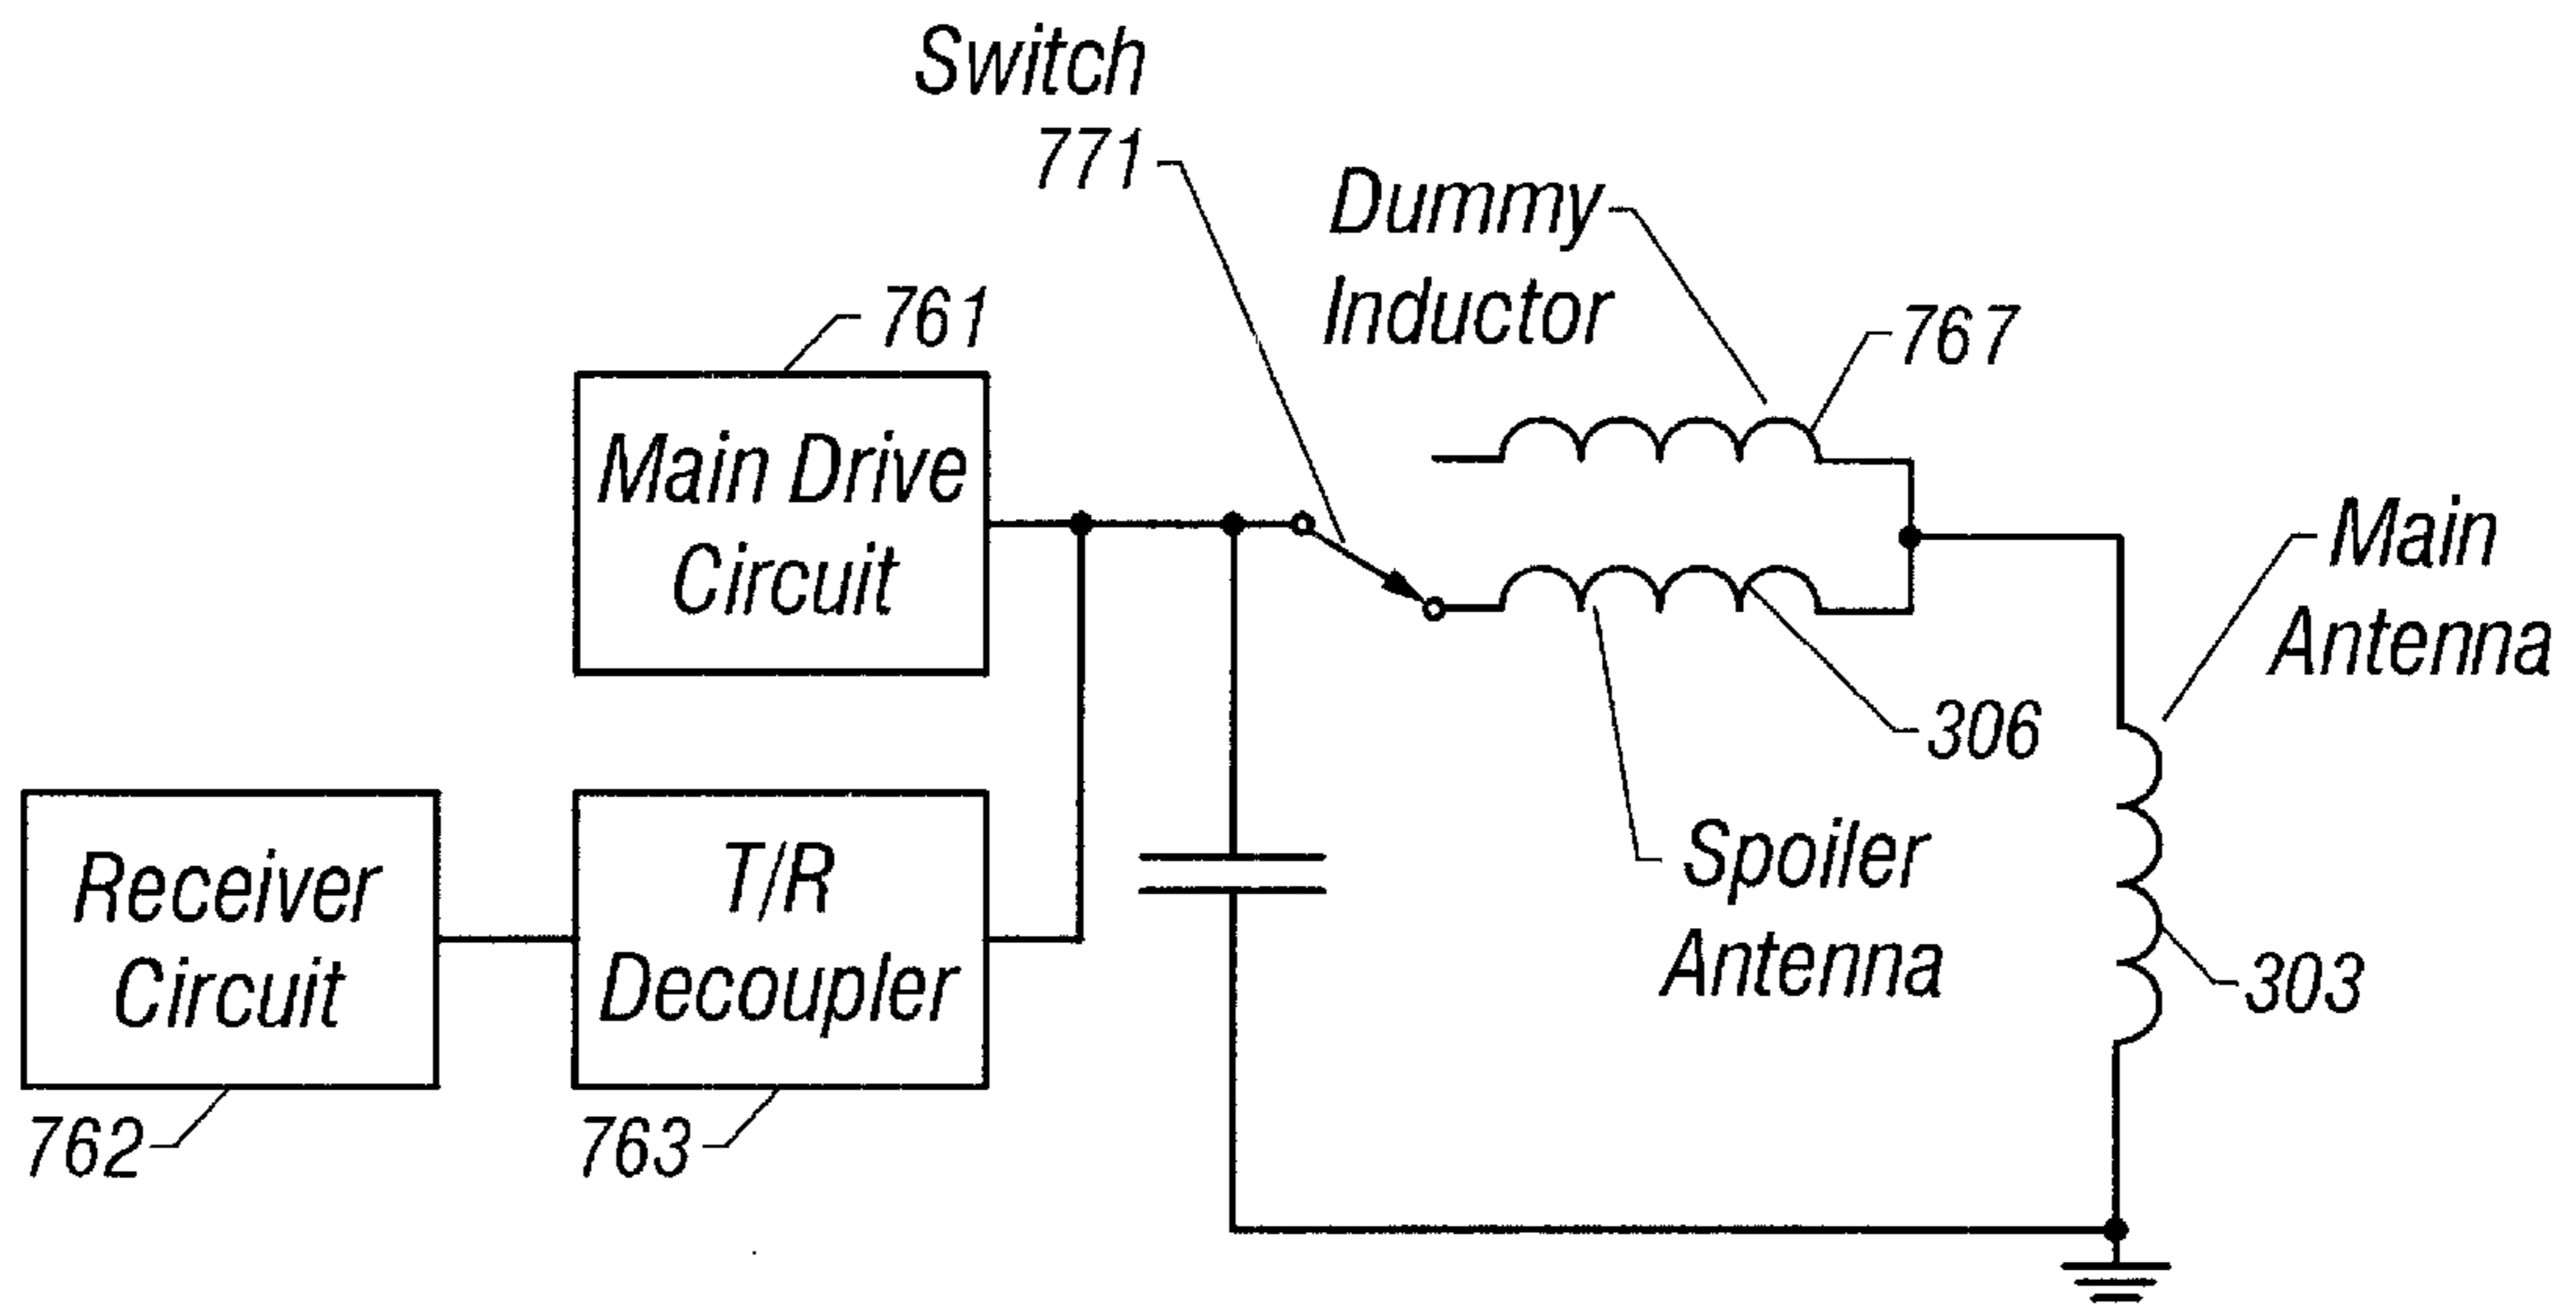 Switch
771
Dummy
Inductor
761
767
Main Drive
Circuit
Main
Antenna
306
Spoiler
Antenna
Receiver
Circuit
T/R
Decoupler
303
762
763